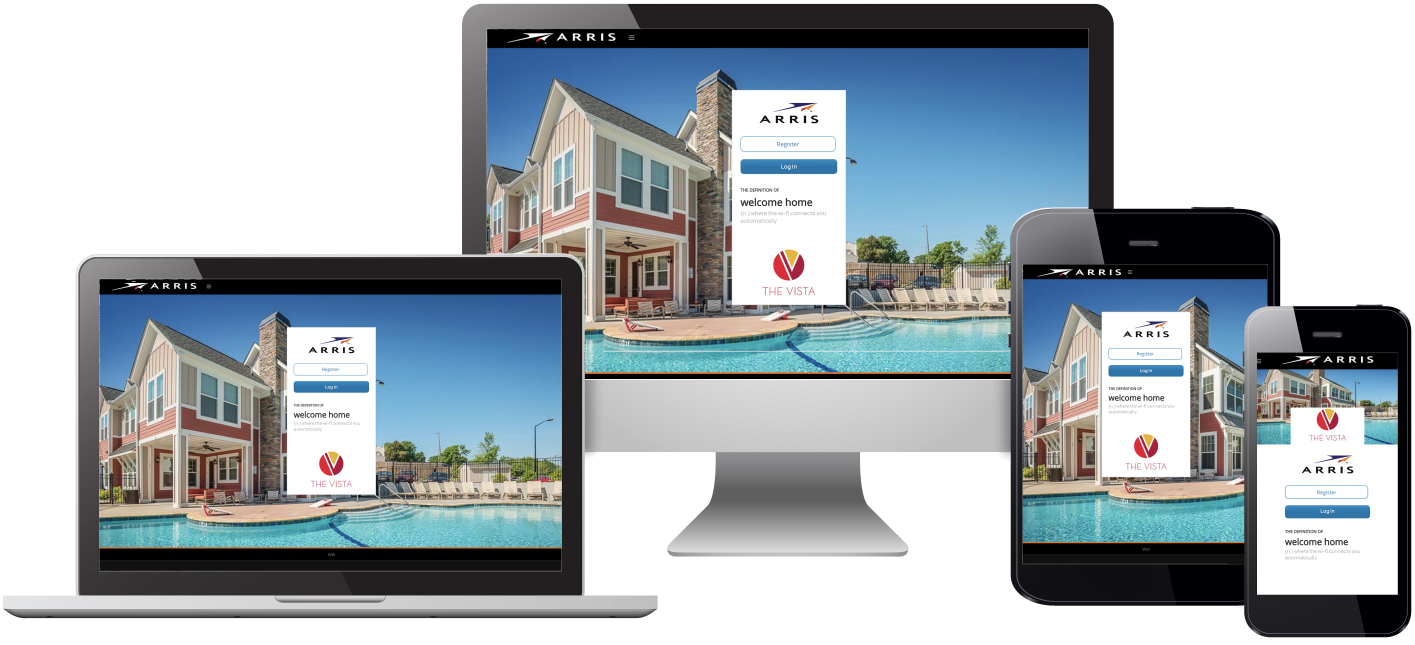 ARRIS
ARRIS
Register
Log In
THE DEFINITION OF
welcome home
(n.) where the wi-fi connects you
automatically
THE VISTA
ARRIS
ARRIS
Register
Log In
THE DEFINITION OF
welcome home
(n.) where the wi-fi connects you
automatically
THE VISTA
ARRIS
ARRIS
Register
Log In
THE DEFINITION OF
welcome home
(n.) where the wi-fi connects you
automatically
THE VISTA
ARRIS
THE VISTA
ARRIS
Register
Log In
THE DEFINITION OF
welcome home
(n.) where the wi-fi connects you
automatically